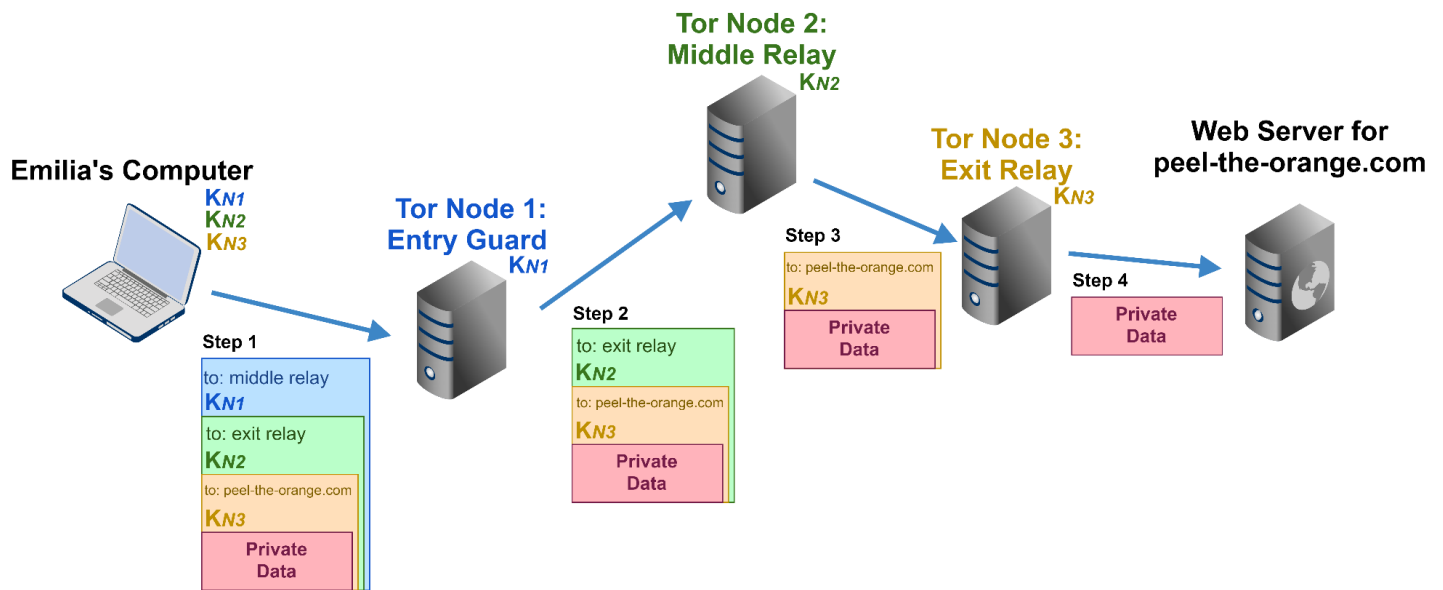 Emilia's Computer
KN1
KN2
KN3
Tor Node 1:
Entry Guard
KN1
Tor Node 2:
Middle Relay
KN2
Tor Node 3:
Exit Relay
KN3
Web Server for
peel-the-orange.com
Step 1
to: middle relay
KN1
to: exit relay
KN2
to: peel-the-orange.com
KN3
Private
Data
Step 2
to: exit relay
KN2
to: peel-the-orange.com
KN3
Private
Data
Step 3
to: peel-the-orange.com
KN3
Private
Data
Step 4
Private
Data